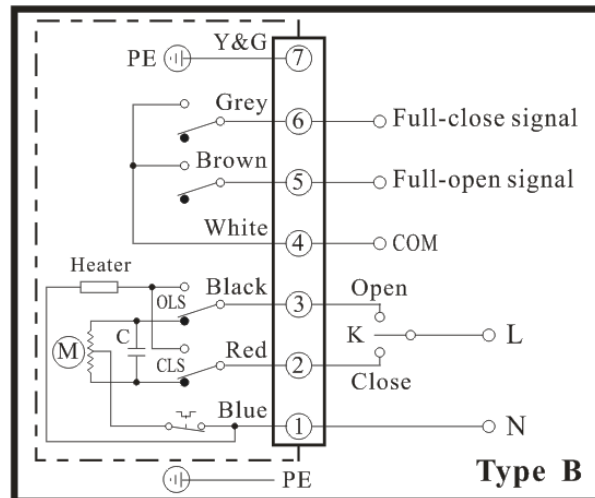 Y&G
PE
7
Grey
6
Full-close signal
Brown
5
Full-open signal
White
4
COM
Heater
OLS
Black
3
Open
M
C
K
L
CLS
Red
2
Close
Blue
1
N
PE
Type B